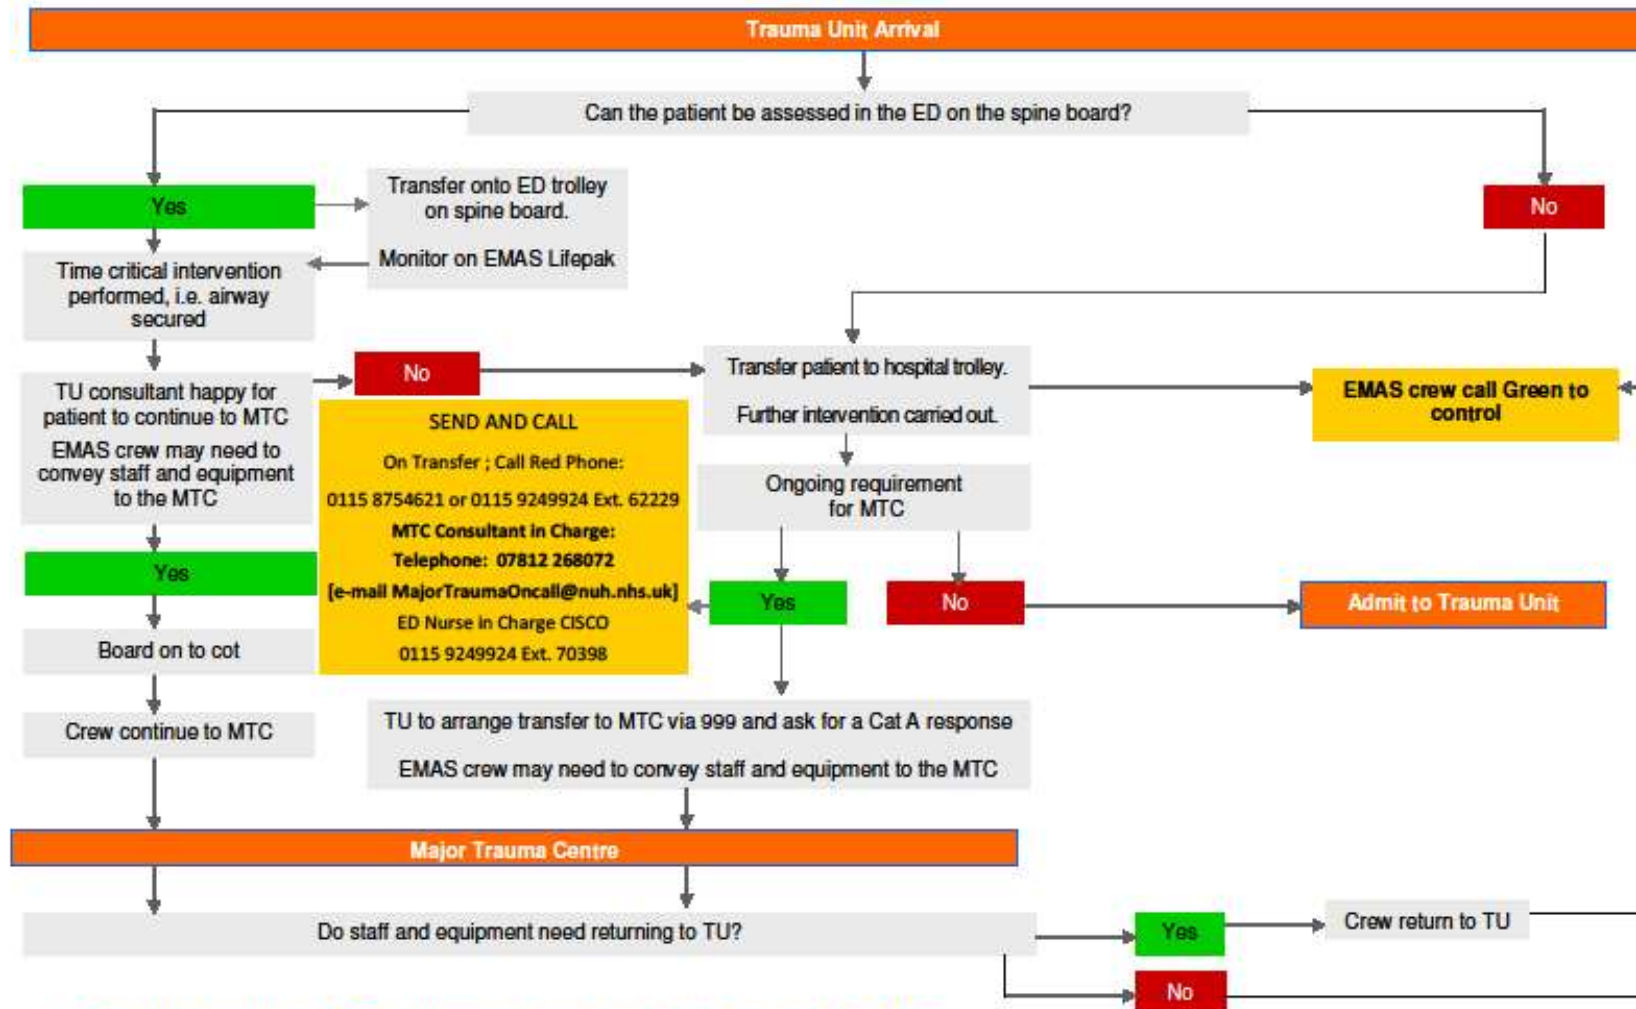 Trauma Unit Arrival
Can the patient be assessed in the ED on the spine board?
Yes
Transfer onto ED trolley
on spine board.
Monitor on EMAS Lifepak
No
Time critical intervention
performed, i.e. airway
secured
TU consultant happy for
patient to continue to MTC
EMAS crew may need to
convey staff and equipment
to the MTC
No
Transfer patient to hospital trolley.
Further intervention carried out.
EMAS crew call Green to
control
SEND AND CALL
On Transfer ; Call Red Phone:
0115 8754621 or 0115 9249924 Ext. 62229
MTC Consultant in Charge:
Telephone: 07812 268072
[e-mail MajorTraumaOncall@nuh.nhs.uk]
ED Nurse in Charge CISCO
0115 9249924 Ext. 70398
Ongoing requirement
for MTC
Yes
Yes
No
Admit to Trauma Unit
Board on to cot
Crew continue to MTC
TU to arrange transfer to MTC via 999 and ask for a Cat A response
EMAS crew may need to convey staff and equipment to the MTC
Major Trauma Centre
Do staff and equipment need returning to TU?
Yes
Crew return to TU
No